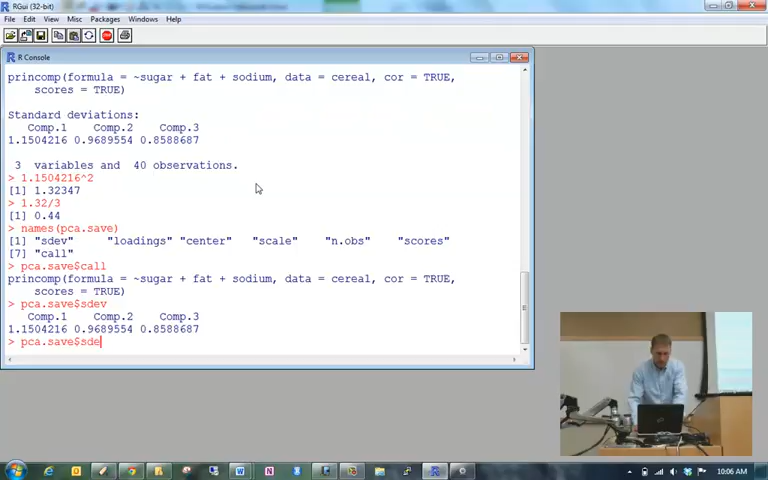 RGui (32-bit)
File Edit View Misc Packages Windows Help
R Console
princomp(formula = ~sugar + fat + sodium, data = cereal, cor = TRUE,
scores = TRUE)
Standard deviations:
Comp.1 Comp.2 Comp.3
1.1504216 0.9689554 0.8588687
3 variables and 40 observations.
> 1.1504216^2
[1] 1.32347
> 1.32/3
[1] 0.44
> names(pca.save)
[1] "sdev" "loadings" "center" "scale" "n.obs" "scores"
[7] "call"
> pca.save$call
princomp(formula = ~sugar + fat + sodium, data = cereal, cor = TRUE,
scores = TRUE)
> pca.save$sdev
Comp.1 Comp.2 Comp.3
1.1504216 0.9689554 0.8588687
> pca.save$sde
10:06 AM